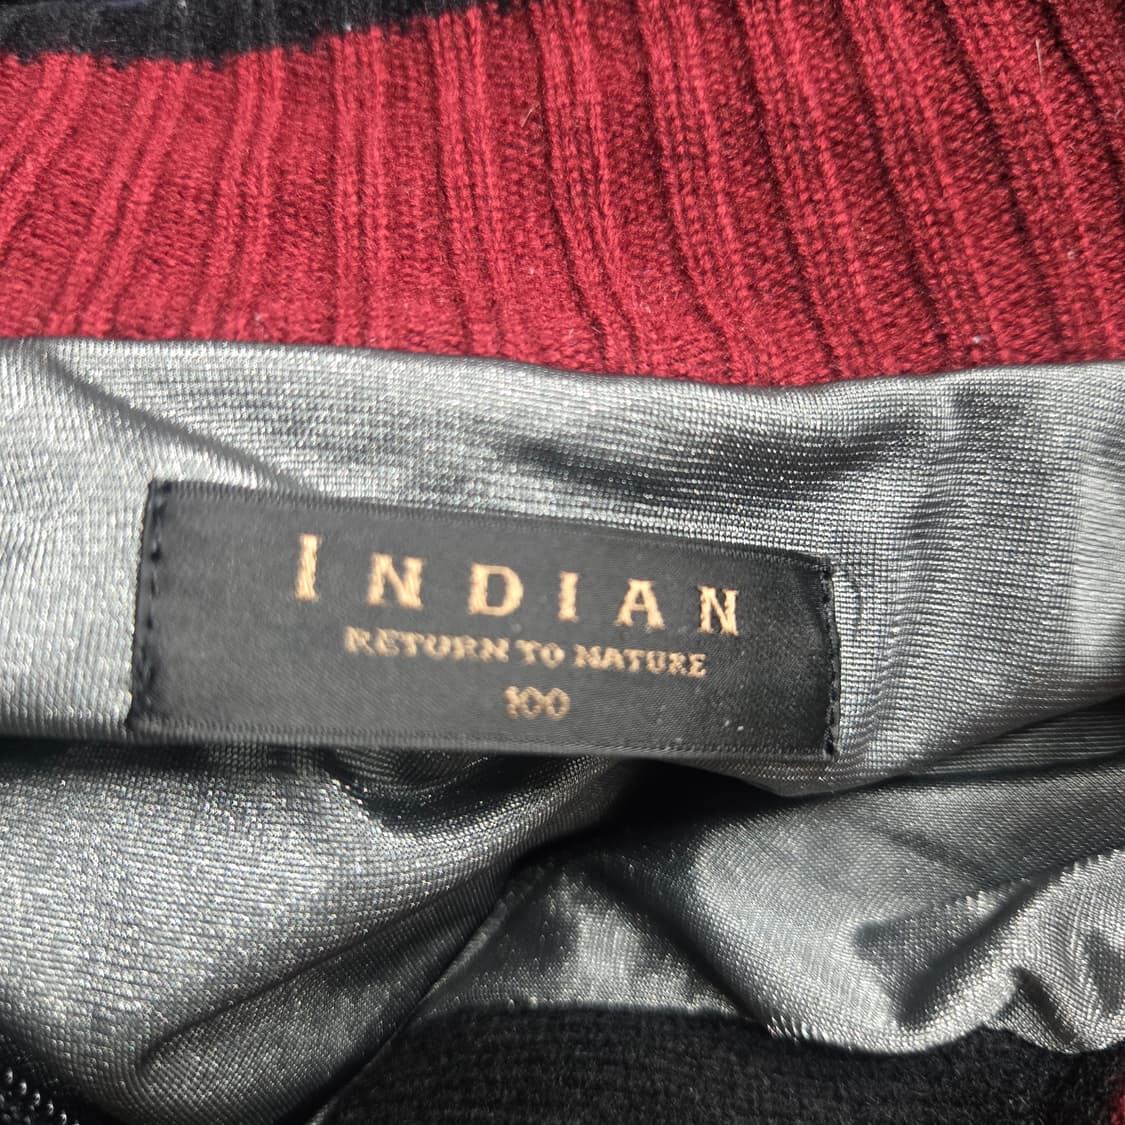 INDIAN
RETURN TO NATURE
100